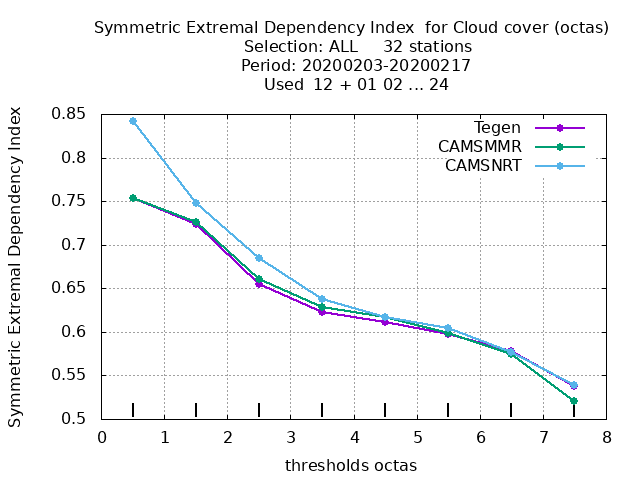 Symmetric Extremal Dependency Index  for Cloud cover (octas)
Selection: ALL     32 stations
Period: 20200203-20200217
Used  12 + 01 02 ... 24
Symmetric Extremal Dependency Index
0.85
0.8
0.75
0.7
0.65
0.6
0.55
0.5
Tegen
CAMSMMR
CAMSNRT
0 1 2 3 4 5 6 7 8
thresholds octas